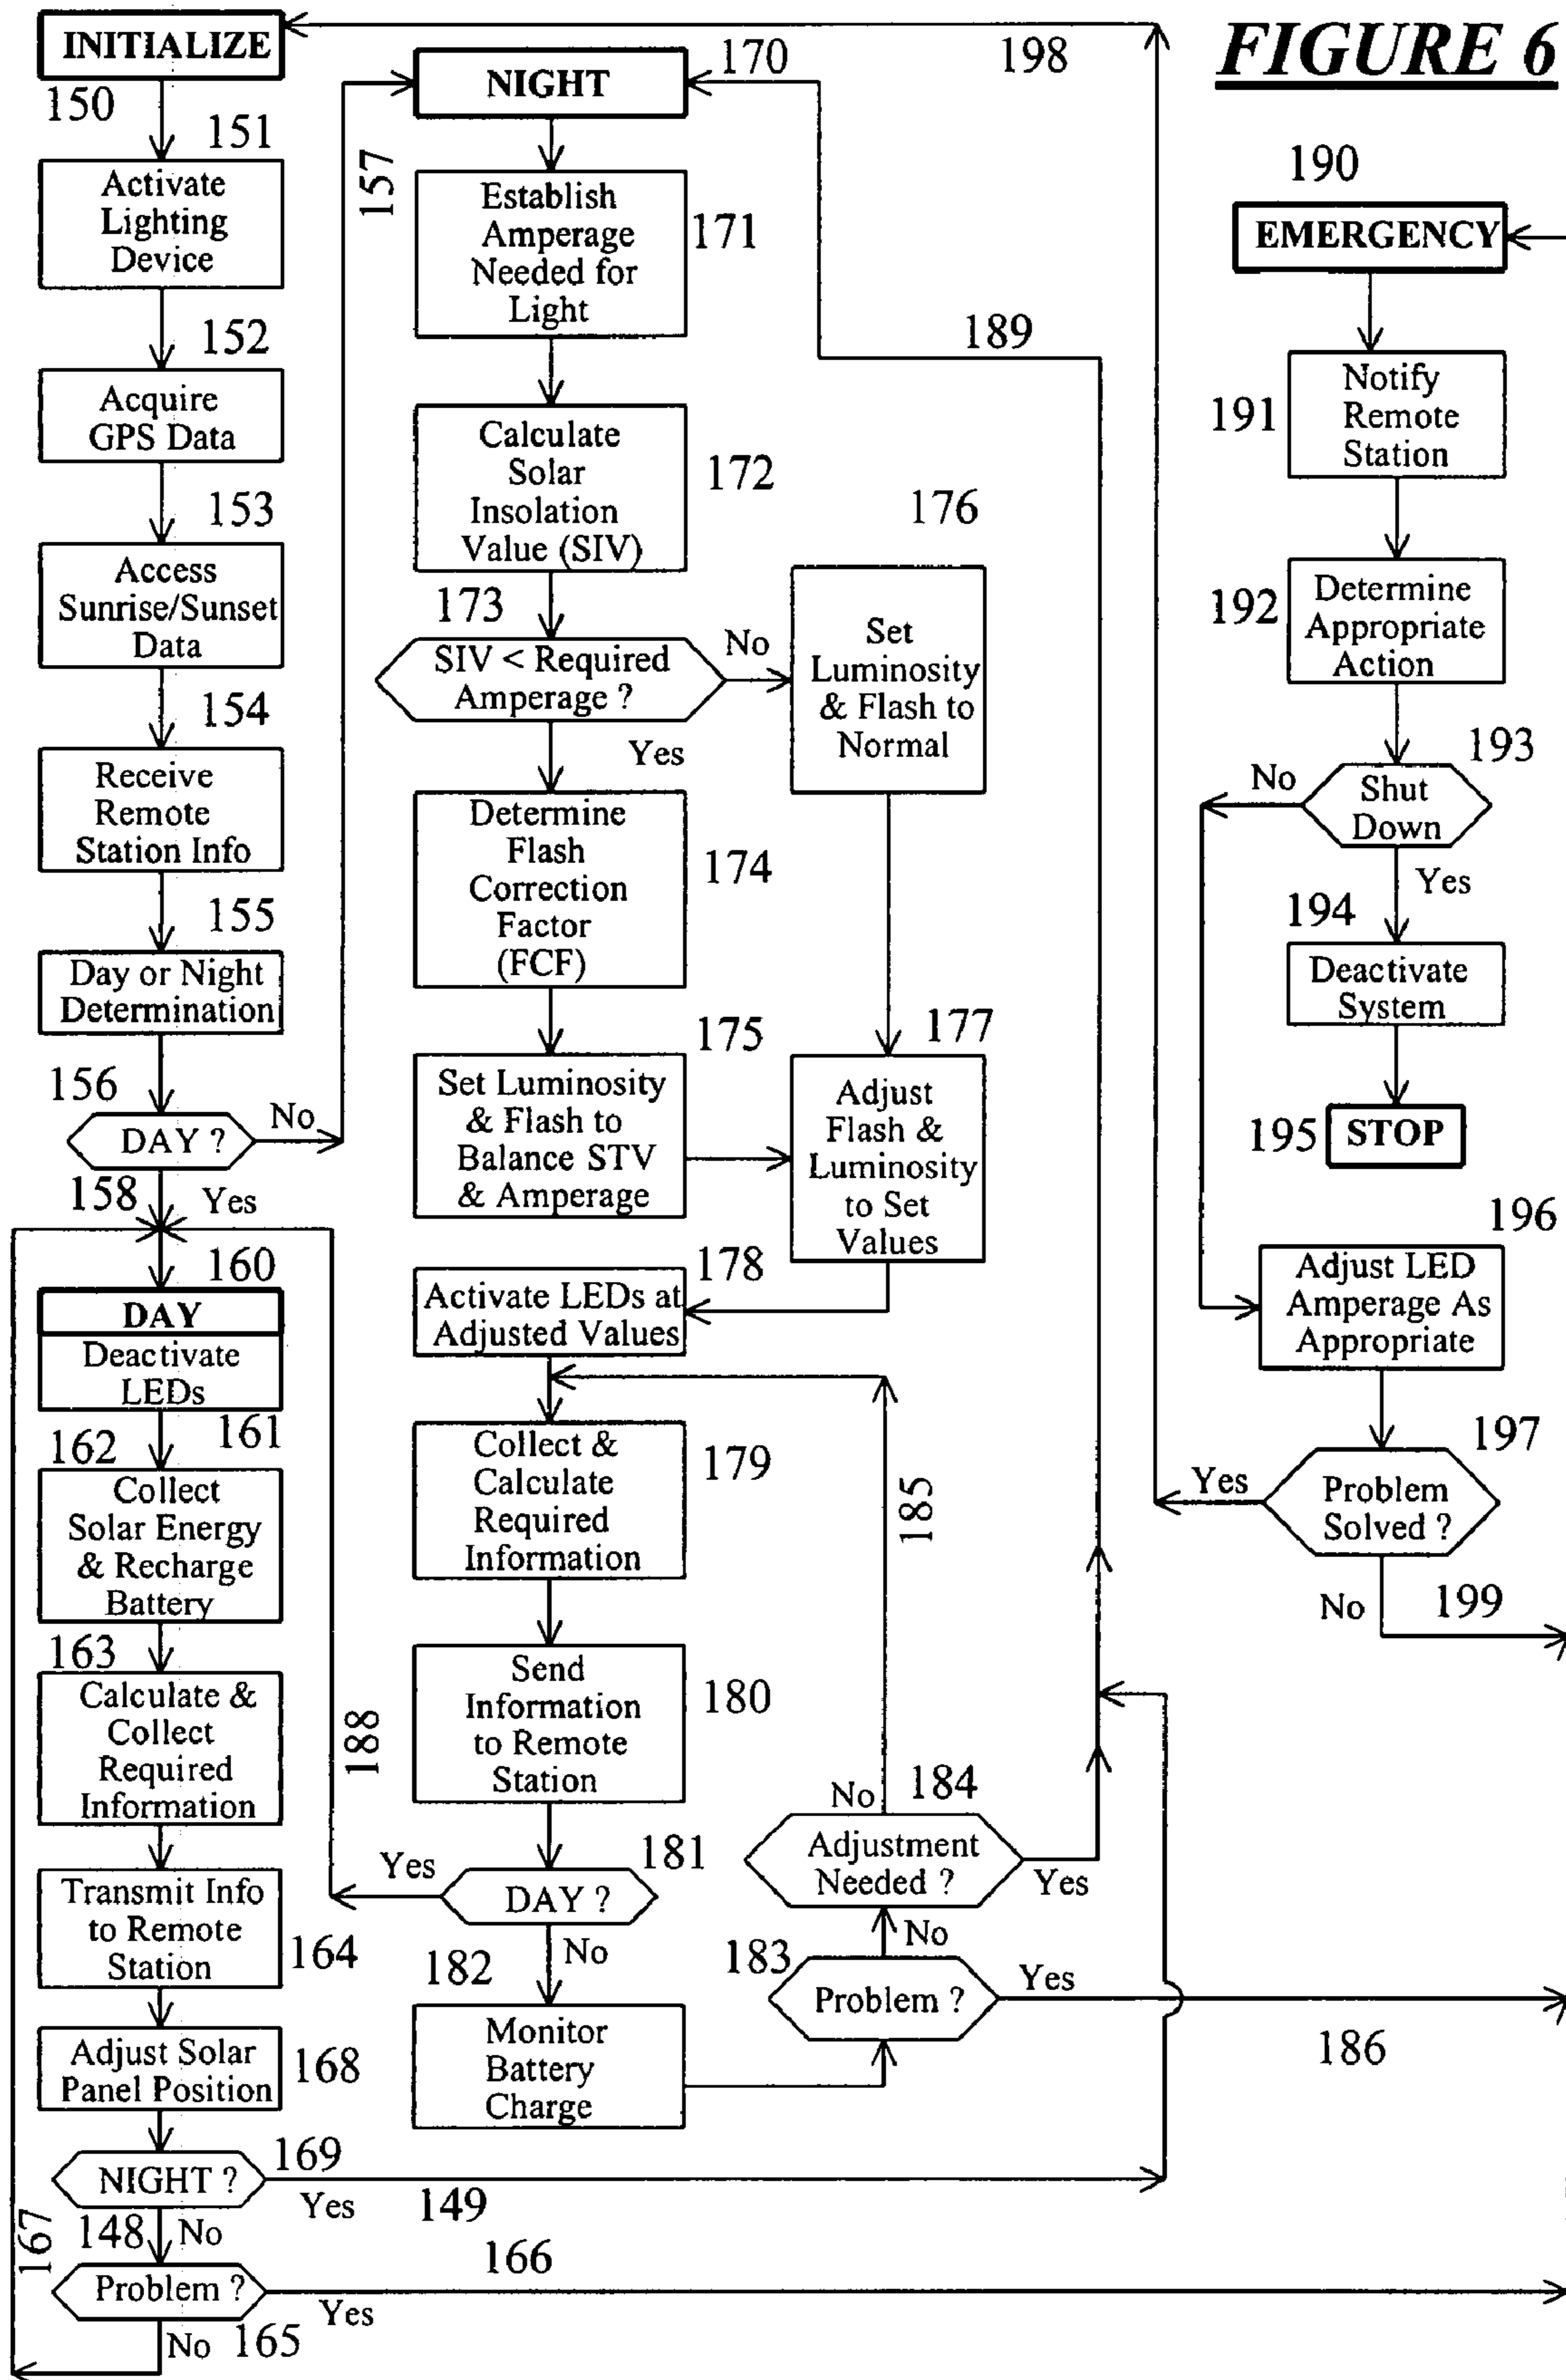 FIGURE 6
INITIALIZE
150
151
Activate
Lighting
Device
152
Acquire
GPS Data
153
Access
Sunrise/Sunset
Data
154
Receive
Remote
Station Info
155
Day or Night
Determination
156
DAY ?
No
157
158
Yes
160
DAY
Deactivate
LEDs
161
162
Collect
Solar Energy
& Recharge
Battery
163
Calculate &
Collect
Required
Information
Transmit Info
to Remote
Station
164
Adjust Solar
Panel Position
168
NIGHT ?
169
Yes
149
148
No
167
Problem ?
166
Yes
No
165
NIGHT
170
Establish
Amperage
Needed for
Light
171
Calculate
Solar
Insolation
Value (SIV)
172
173
SIV < Required
Amperage ?
No
Yes
176
Set
Luminosity
& Flash to
Normal
Determine
Flash
Correction
Factor
(FCF)
174
175
Set Luminosity
& Flash to
Balance STV
& Amperage
177
Adjust
Flash &
Luminosity
to Set
Values
178
Activate LEDs at
Adjusted Values
Collect &
Calculate
Required
Information
179
185
Send
Information
to Remote
Station
180
188
181
DAY ?
Yes
No
182
Monitor
Battery
Charge
183
Problem ?
No
Yes
186
184
Adjustment
Needed ?
No
Yes
189
198
190
EMERGENCY
191
Notify
Remote
Station
192
Determine
Appropriate
Action
193
Shut
Down
No
Yes
194
Deactivate
System
195
STOP
196
Adjust LED
Amperage As
Appropriate
197
Problem
Solved ?
Yes
No
199